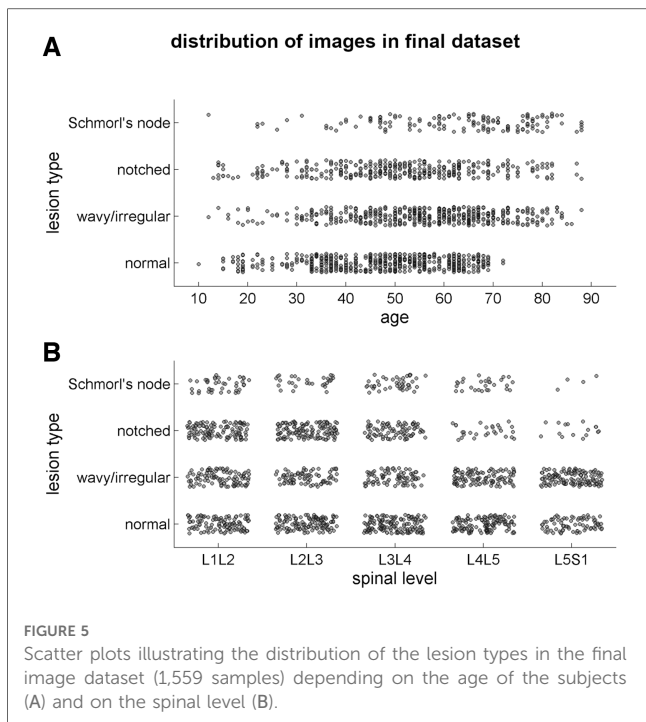 A
distribution of images in final dataset
lesion type
Schmorl's node
notched
wavy/irregular
normal
10 20 30 40 50 60 70 80 90
age
B
lesion type
Schmorl's node
notched
wavy/irregular
normal
L1L2 L2L3 L3L4 L4L5 L5S1
spinal level
FIGURE 5
Scatter plots illustrating the distribution of the lesion types in the final
image dataset (1,559 samples) depending on the age of the subjects
(A) and on the spinal level (B).